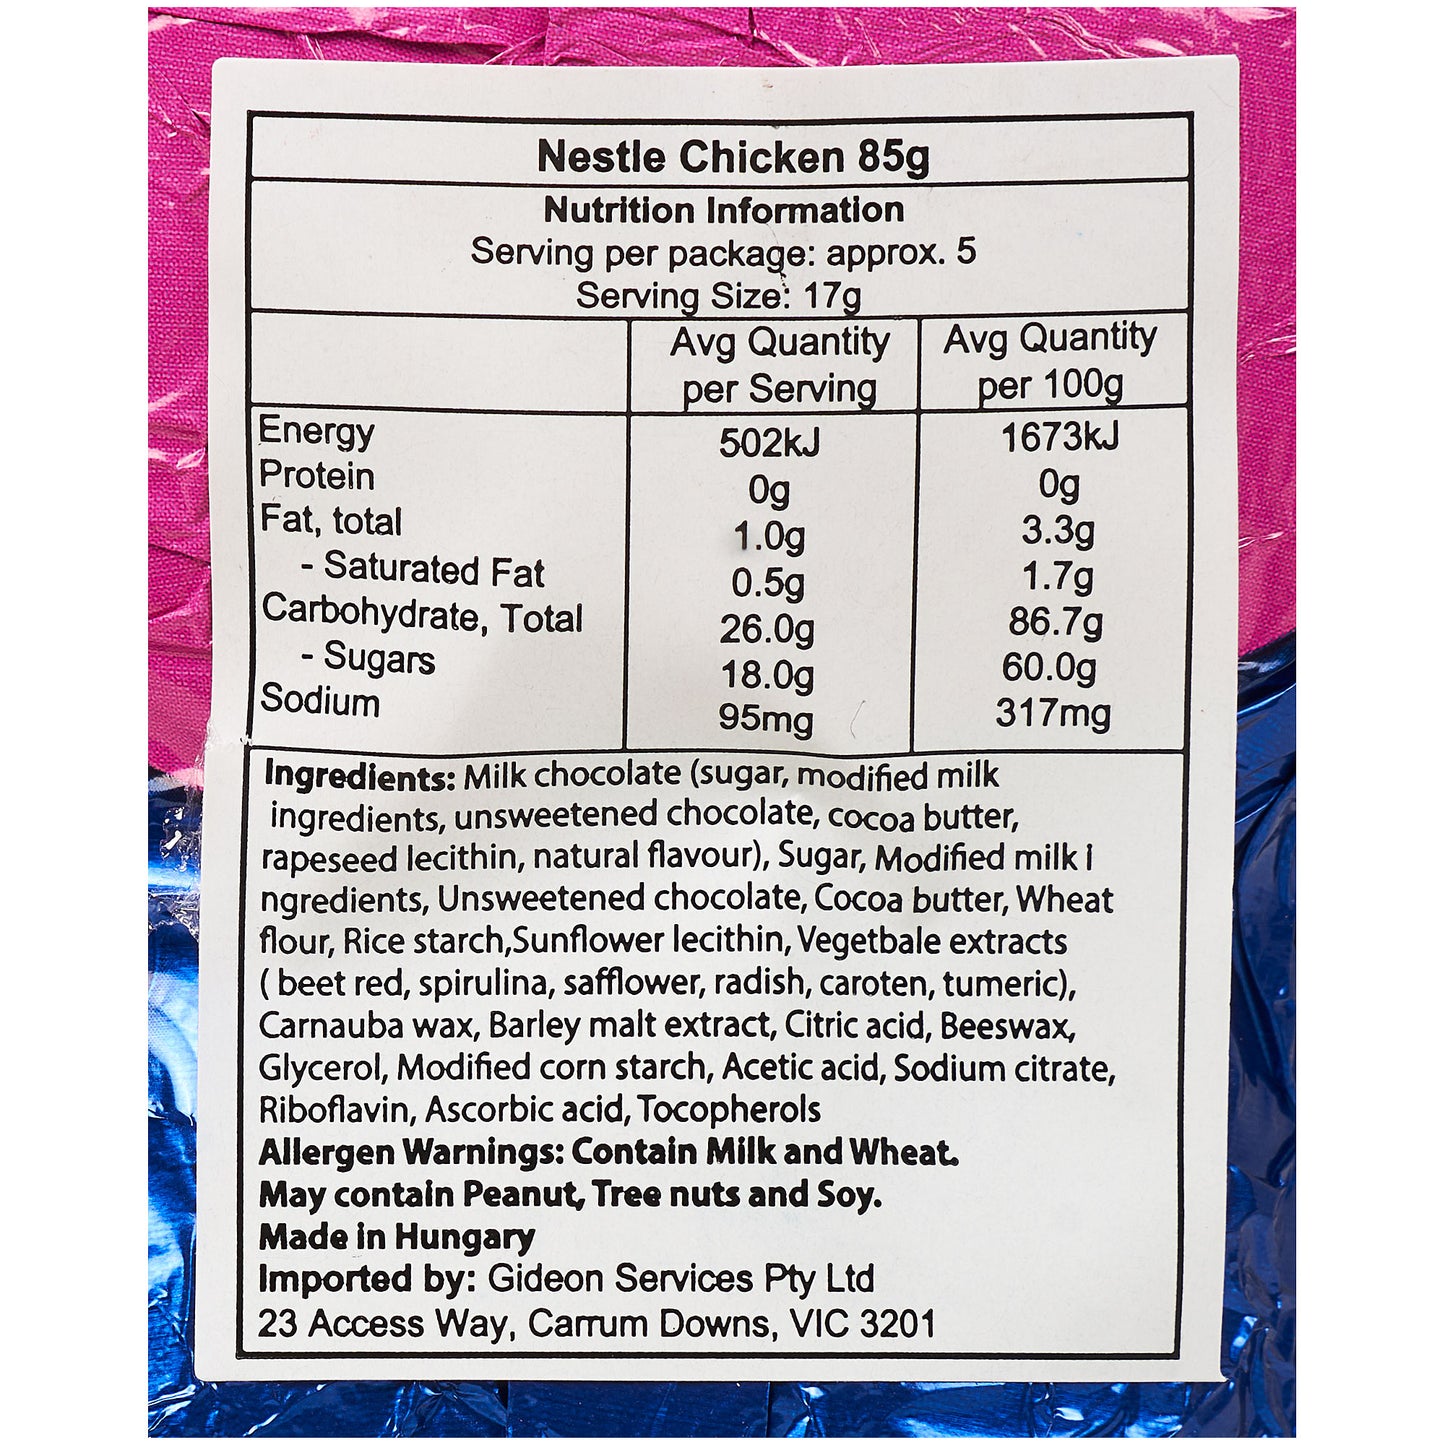 Nestle Chicken 85g
Nutrition Information
Serving per package: approx. 5
Serving Size: 17g
Avg Quantity per Serving Avg Quantity per 100g
Energy 502kJ 1673kJ
Protein 0g 0g
Fat, total 1.0g 3.3g
- Saturated Fat 0.5g 1.7g
Carbohydrate, Total 26.0g 86.7g
- Sugars 18.0g 60.0g
Sodium 95mg 317mg
Ingredients: Milk chocolate (sugar, modified milk
ingredients, unsweetened chocolate, cocoa butter,
rapeseed lecithin, natural flavour), Sugar, Modified milk i
ngredients, Unsweetened chocolate, Cocoa butter, Wheat
flour, Rice starch,Sunflower lecithin, Vegetbale extracts
( beet red, spirulina, safflower, radish, caroten, tumeric),
Carnauba wax, Barley malt extract, Citric acid, Beeswax,
Glycerol, Modified corn starch, Acetic acid, Sodium citrate,
Riboflavin, Ascorbic acid, Tocopherols
Allergen Warnings: Contain Milk and Wheat.
May contain Peanut, Tree nuts and Soy.
Made in Hungary
Imported by: Gideon Services Pty Ltd
23 Access Way, Carrum Downs, VIC 3201